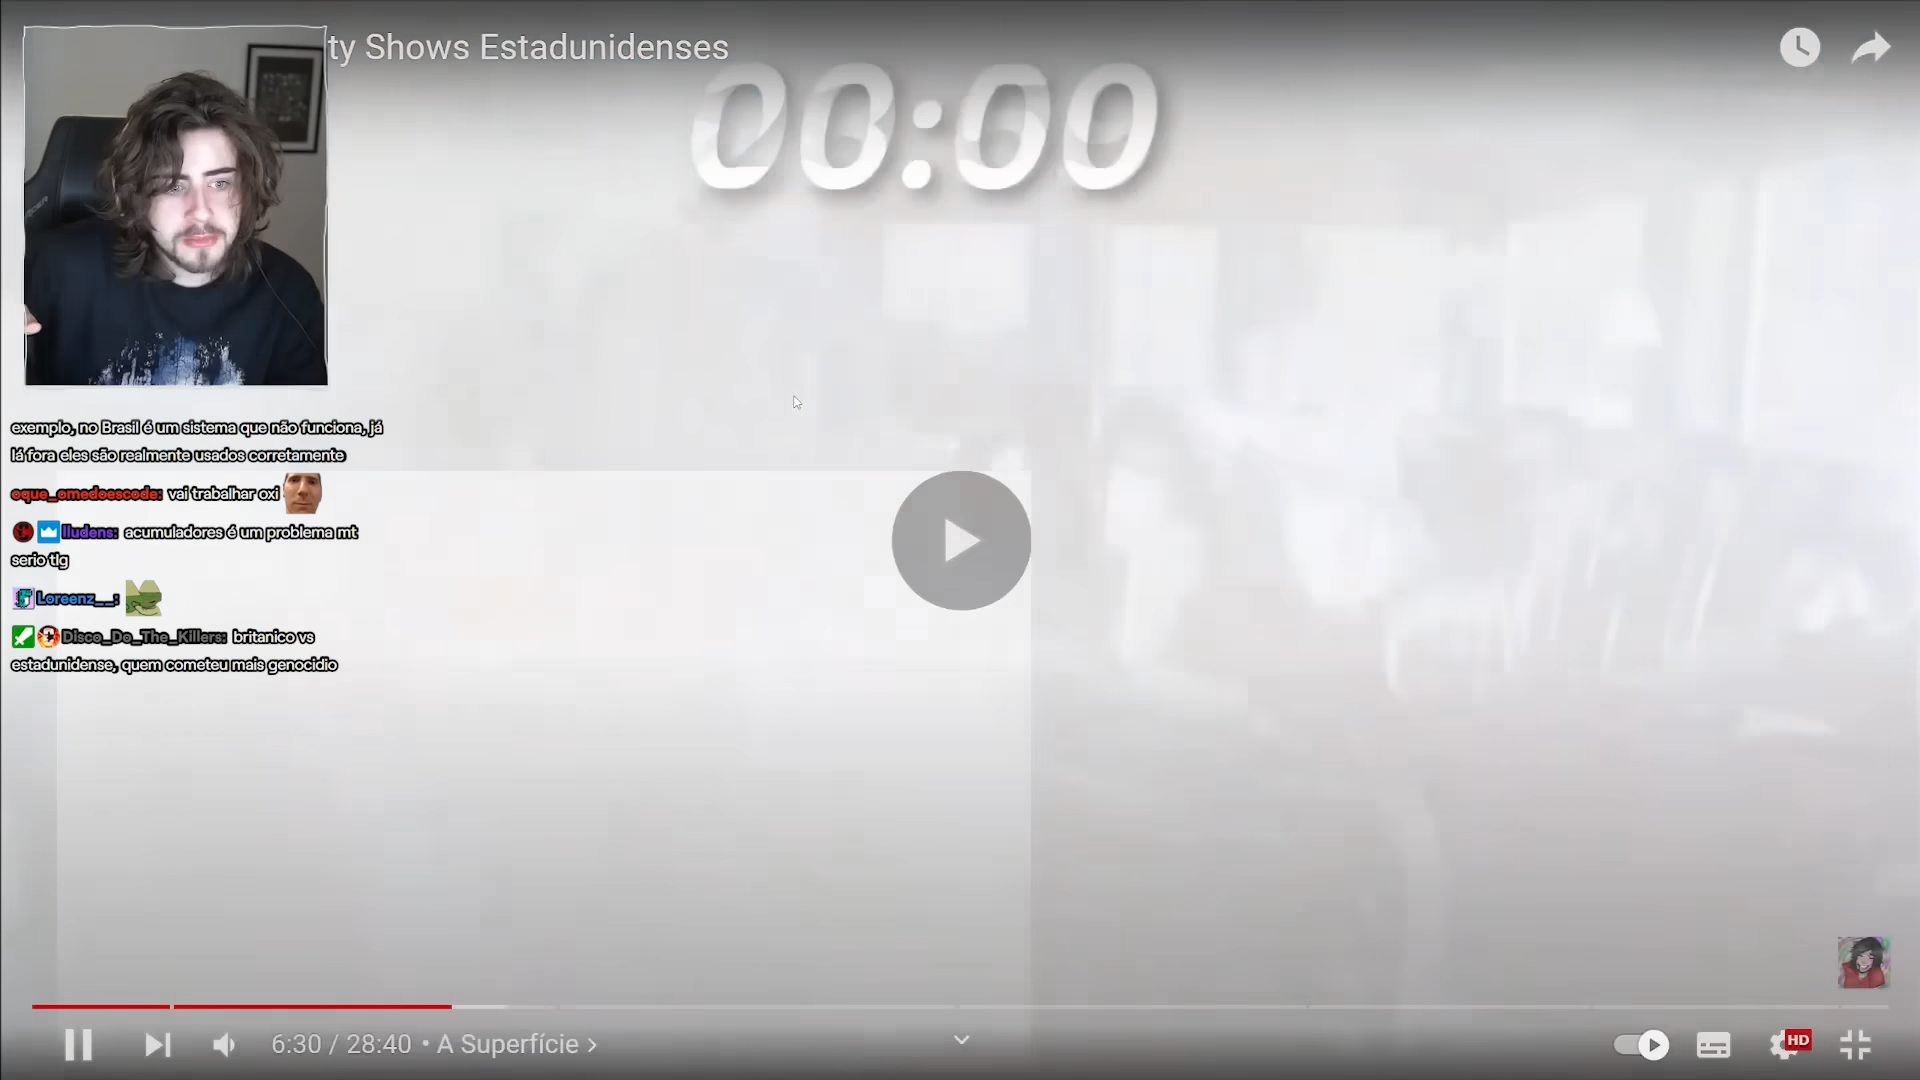 ty Shows Estadunidenses
00:00
exemplo, no Brasil é um sistema que não funciona, já
lá fora eles são realmente usados corretamente
oque_omedoescode: vai trabalhar oxi
lludens: acumuladores é um problema mt
serio tlg
Loreenz__:
Disco_Do_The_Killers: britanico vs
estadunidense, quem cometeu mais genocidio
6:30 / 28:40 • A Superfície >
HD